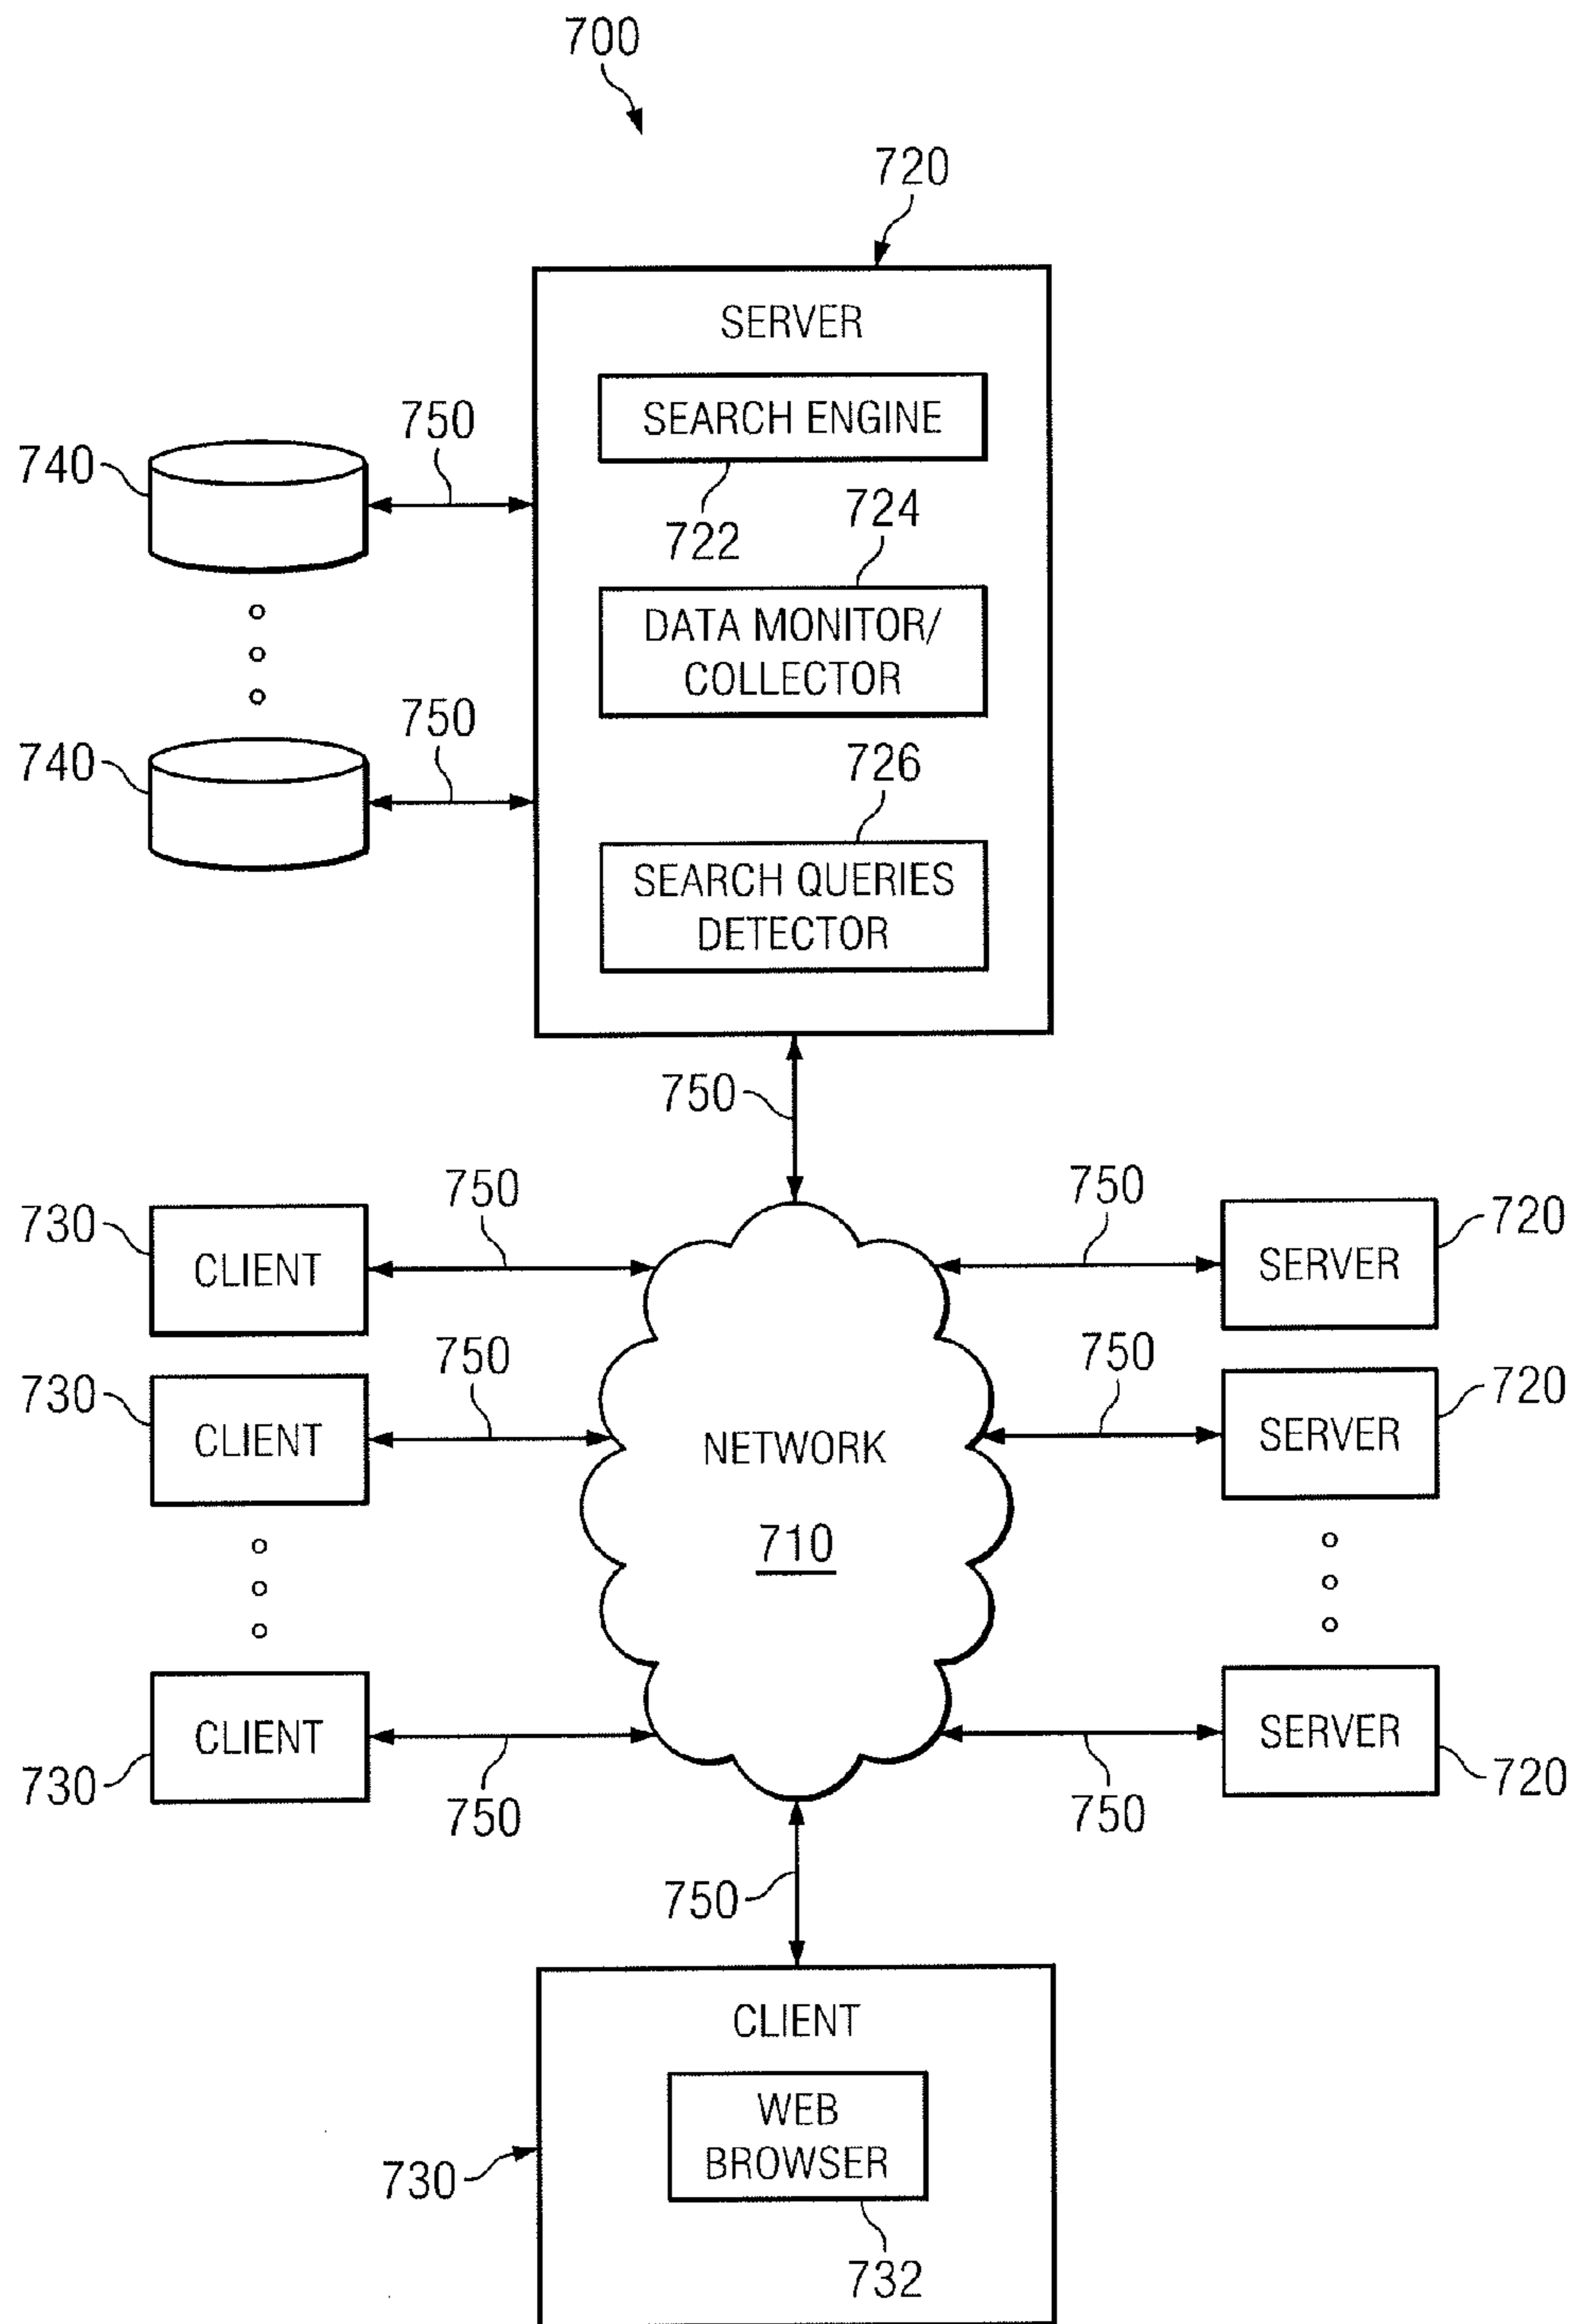 700
720
SERVER
SEARCH ENGINE
722
724
DATA MONITOR/
COLLECTOR
726
SEARCH QUERIES
DETECTOR
740
750
740
750
750
730
CLIENT
750
750
SERVER
720
730
CLIENT
750
750
SERVER
720
NETWORK
710
730
CLIENT
750
750
SERVER
720
750
CLIENT
WEB
BROWSER
730
732